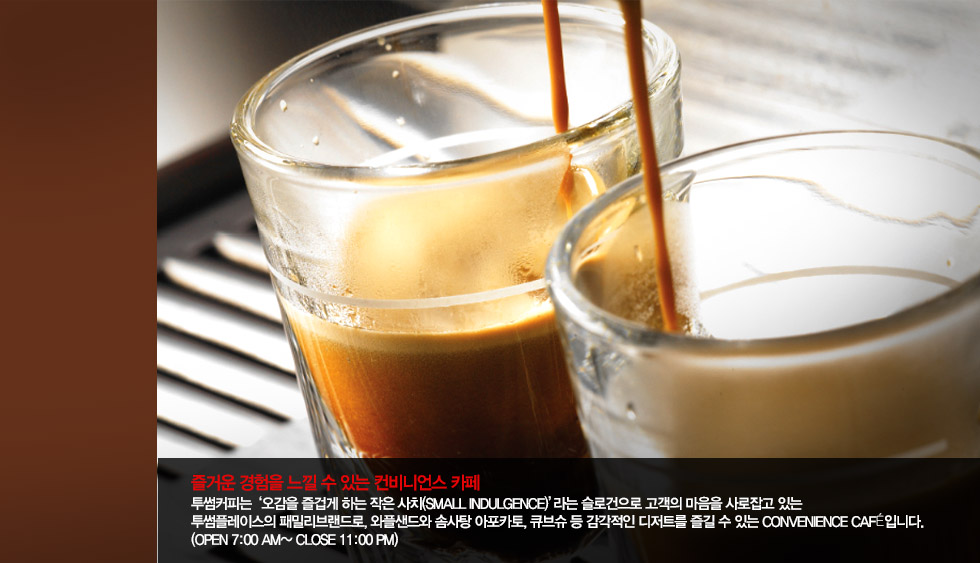 즐거운 경험을 느낄 수 있는 컨비니언스 카페
투썸커피는 ‘오감을 즐겁게 하는 작은 사치(SMALL INDULGENCE)’라는 슬로건으로 고객의 마음을 사로잡고 있는
투썸플레이스의 패밀리브랜드로, 와플샌드와 솜사탕 아포카토, 큐브슈 등 감각적인 디저트를 즐길 수 있는 CONVENIENCE CAFÉ입니다.
(OPEN 7:00 AM~ CLOSE 11:00 PM)